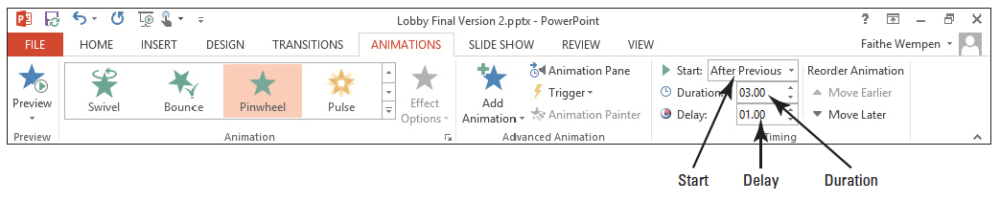 Lobby Final Version 2.pptx - PowerPoint
FILE HOME INSERT DESIGN TRANSITIONS ANIMATIONS SLIDE SHOW REVIEW VIEW Faithe Wempen
Preview
Swivel Bounce Pinwheel Pulse
Effect Options
Add Animation
Animation Pane
Trigger
Animation Painter
Start: After Previous
Duration: 03.00
Delay: 01.00
Reorder Animation
Move Earlier
Move Later
Preview Animation Advanced Animation Timing
Start Delay Duration